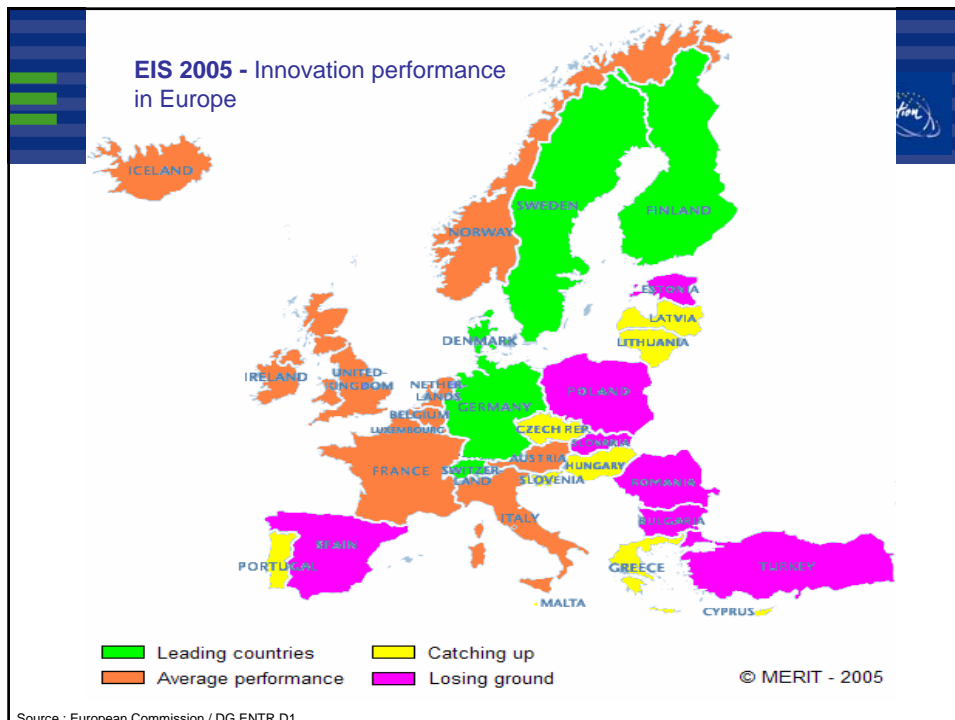 EIS 2005 - Innovation performance
in Europe
tion
ICELAND
SWEDEN
FINLAND
NORWAY
ESTONIA
LATVIA
LITHUANIA
DENMARK
IRELAND
UNITED
UNGBOM
NETHER
LANDS
GERMANY
POLAND
BELGIUM
LUXEMBOURG
CZECH REP.
SLOVAKIA
FRANCE
SWITZER
LAND
AUSTRIA
HUNGARY
SLOVENIA
ROMANIA
ITALY
BULGARIA
SPAIN
PORTUGAL
GREECE
TURKEY
MALTA
CYPRUS
Leading countries
Catching up
Average performance
Losing ground
© MERIT - 2005
Source : European Commission / DG ENTR D1